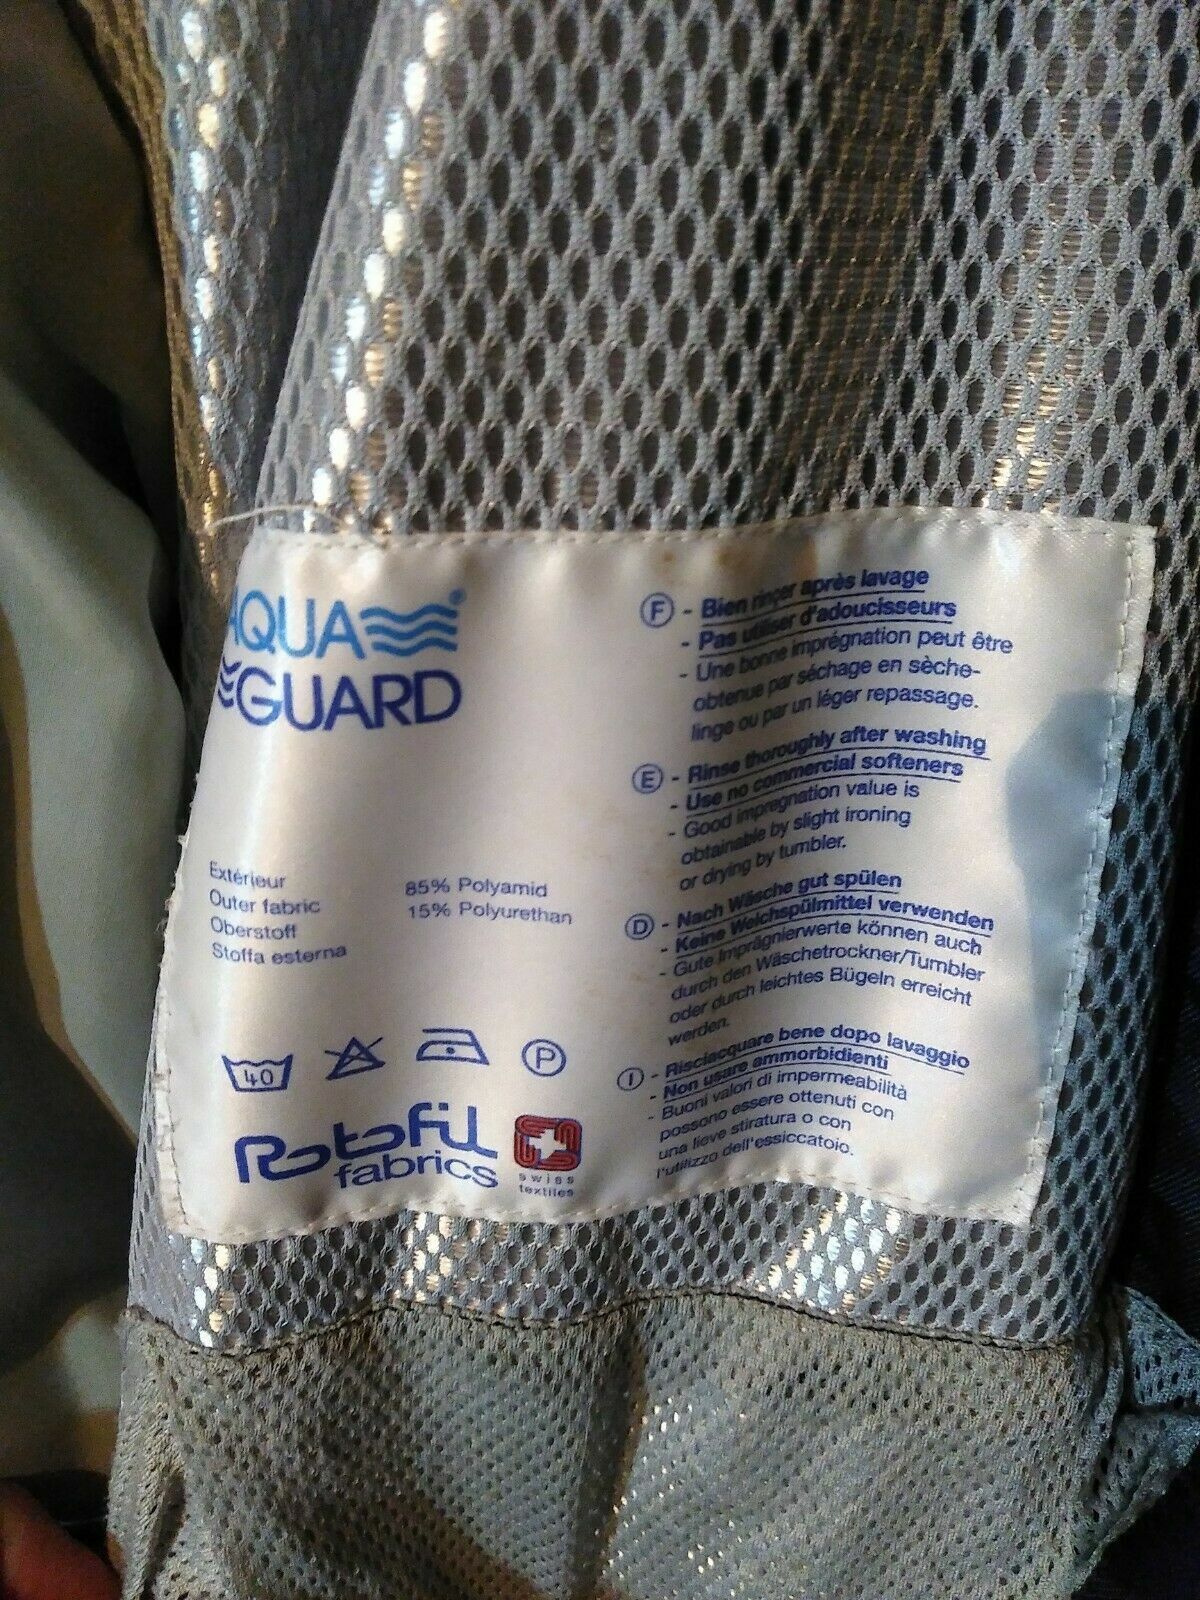 AQUA®
GUARD
Extérieur
Outer fabric
Oberstoff
Stoffa esterna
85% Polyamid
15% Polyurethan
40
P
Rotofil
fabrics
swiss
textiles
F - Bien rinçer après lavage
- Pas utiliser d'adoucisseurs
- Une bonne imprégnation peut être
obtenue par séchage en sèche-
linge ou par un léger repassage.
E - Rinse thoroughly after washing
- Use no commercial softeners
- Good impregnation value is
obtainable by slight ironing
or drying by tumbler.
D - Nach Wäsche gut spülen
- Keine Weichspülmittel verwenden
- Gute Imprägnierwerte können auch
durch den Wäschetrockner/Tumbler
oder durch leichtes Bügeln erreicht
werden.
I - Risciacquare bene dopo lavaggio
- Non usare ammorbidienti
- Buoni valori di impermeabilità
possono essere ottenuti con
una lieve stiratura o con
l'utilizzo dell'essiccatoio.